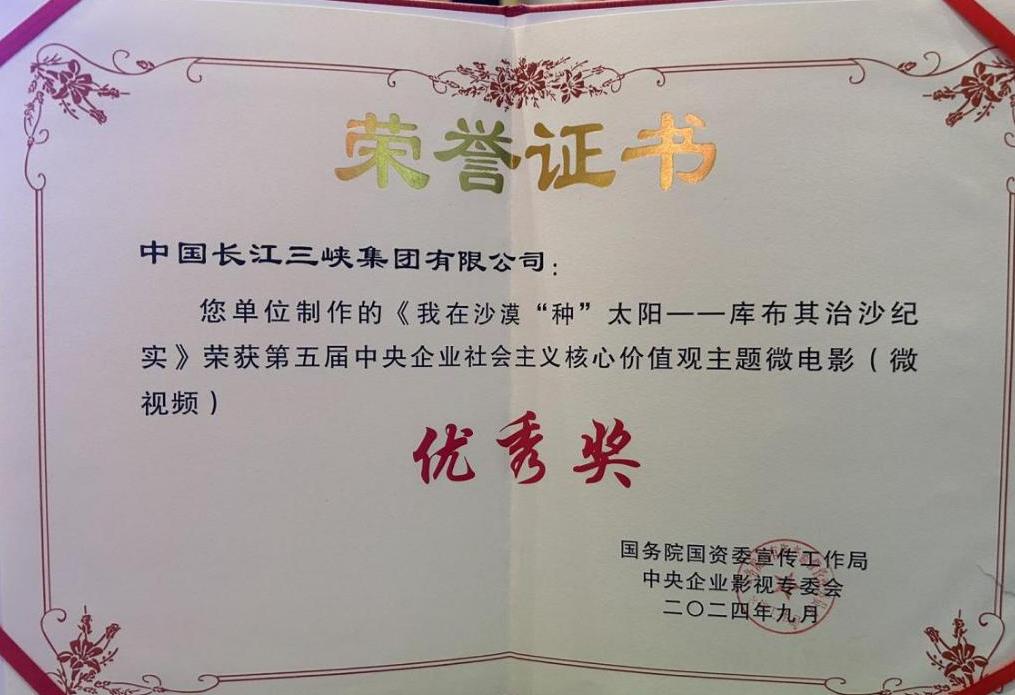 荣誉证书
中国长江三峡集团有限公司：
您单位制作的《我在沙漠“种”太阳——库布其治沙纪
实》荣获第五届中央企业社会主义核心价值观主题微电影（微
视频）
优秀奖
国务院国资委宣传工作局
中央企业影视专委会
二〇二四年九月